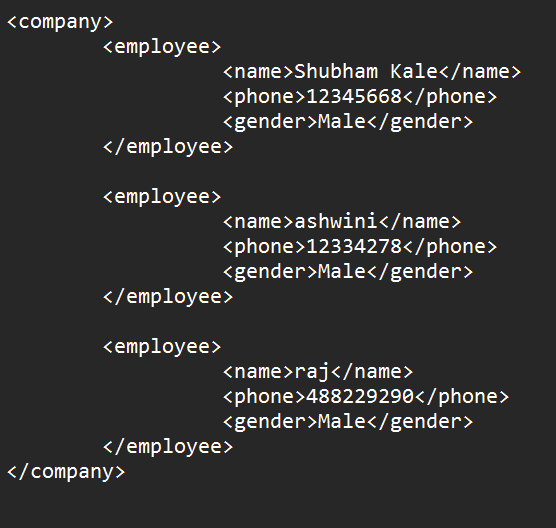 <company>
<employee>
<name>Shubham Kale</name>
<phone>12345668</phone>
<gender>Male</gender>
</employee>
<employee>
<name>ashwini</name>
<phone>12334278</phone>
<gender>Male</gender>
</employee>
<employee>
<name>raj</name>
<phone>488229290</phone>
<gender>Male</gender>
</employee>
</company>